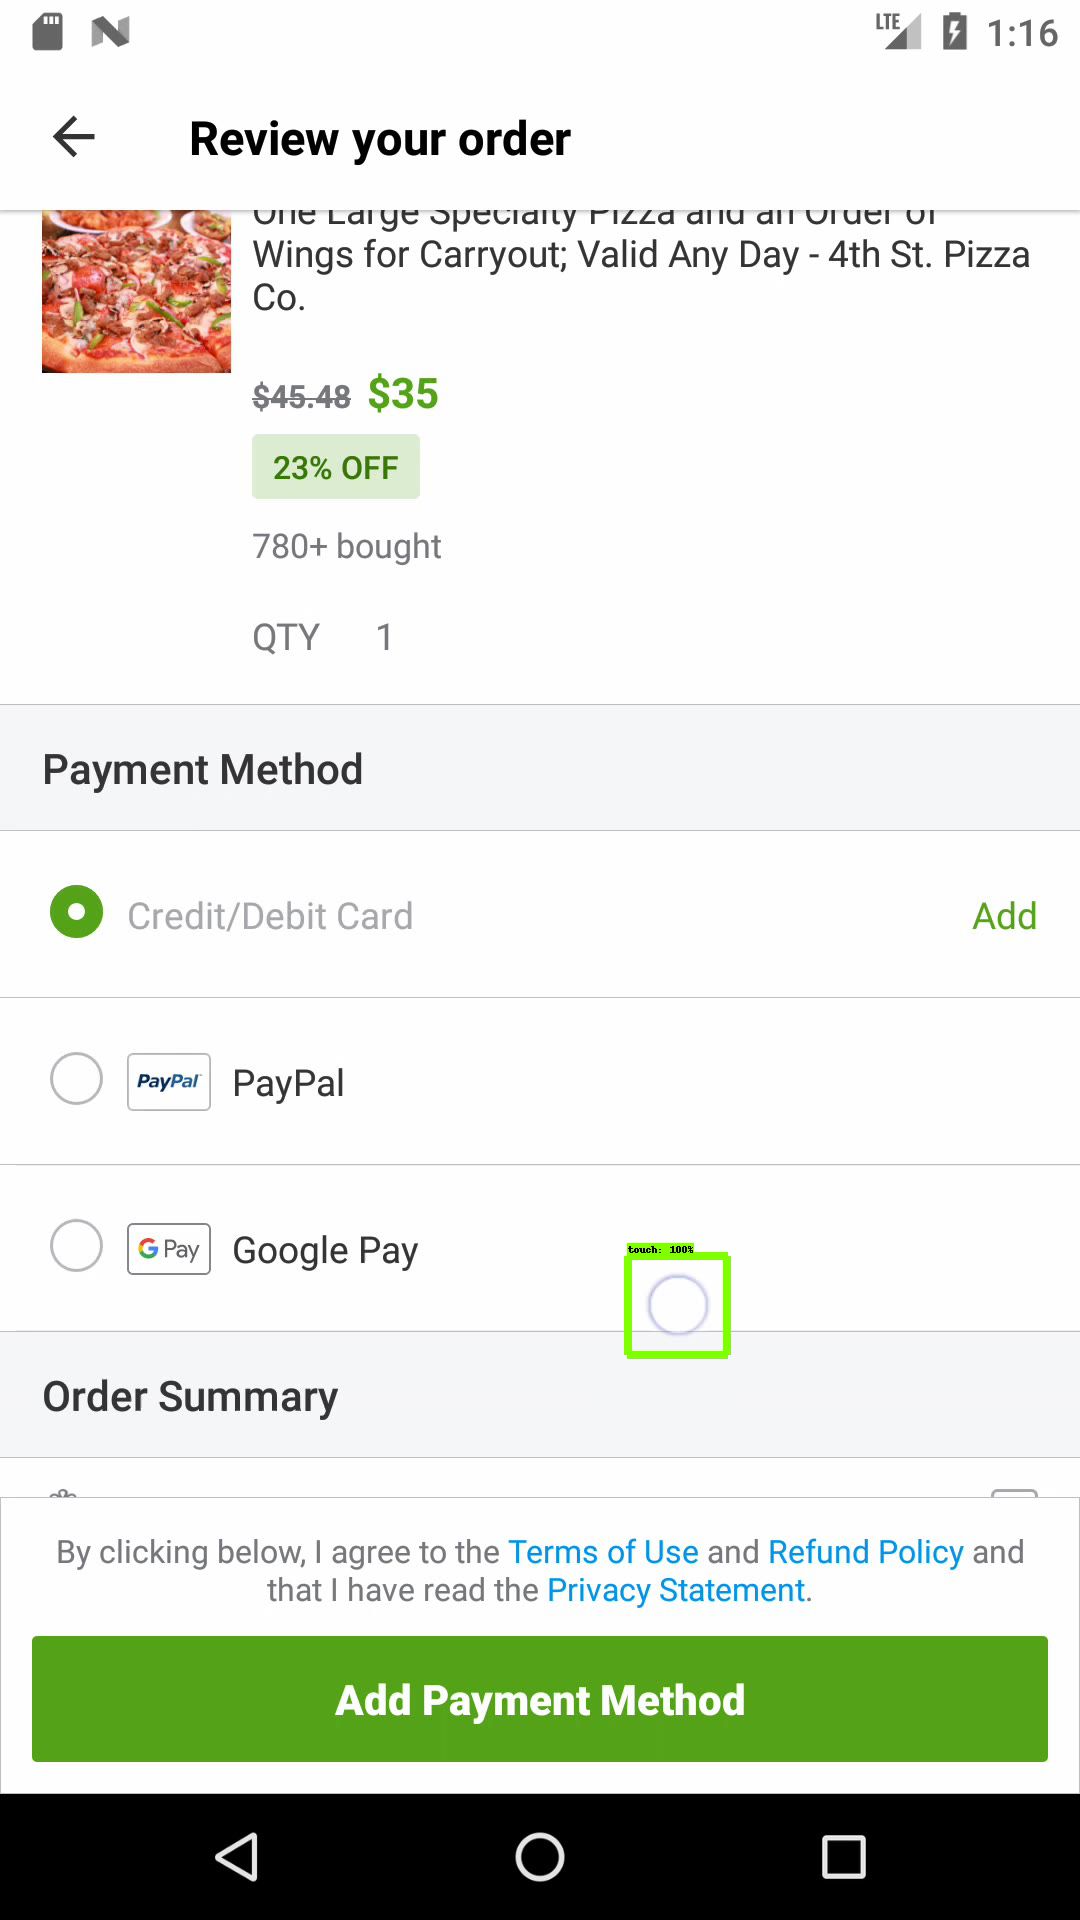 LTE 1:16
Review your order
One Large Specialty Pizza and an Order of
Wings for Carryout; Valid Any Day - 4th St. Pizza
Co.
$45.48 $35
23% OFF
780+ bought
QTY 1
Payment Method
Credit/Debit Card Add
PayPal PayPal
G Pay Google Pay
touch: 100%
Order Summary
By clicking below, I agree to the Terms of Use and Refund Policy and
that I have read the Privacy Statement.
Add Payment Method